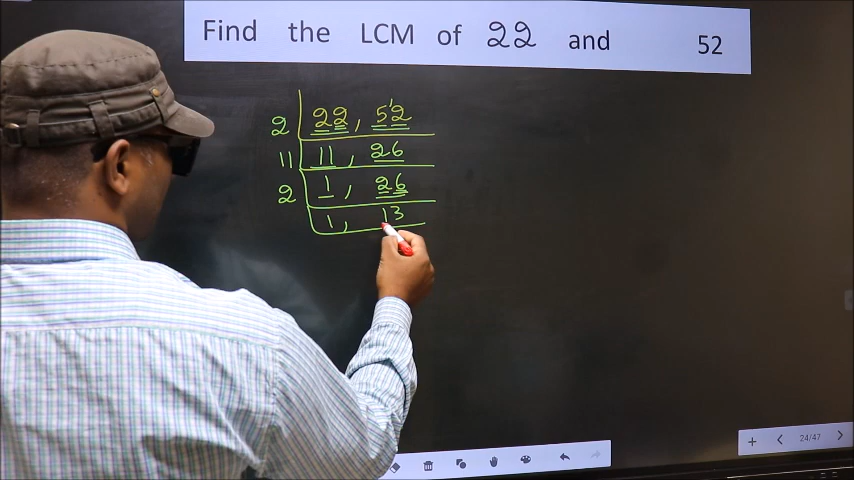 Find the LCM of 22 and 52
2 22, 52
11 11, 26
2 1, 26
1, 13
24/47